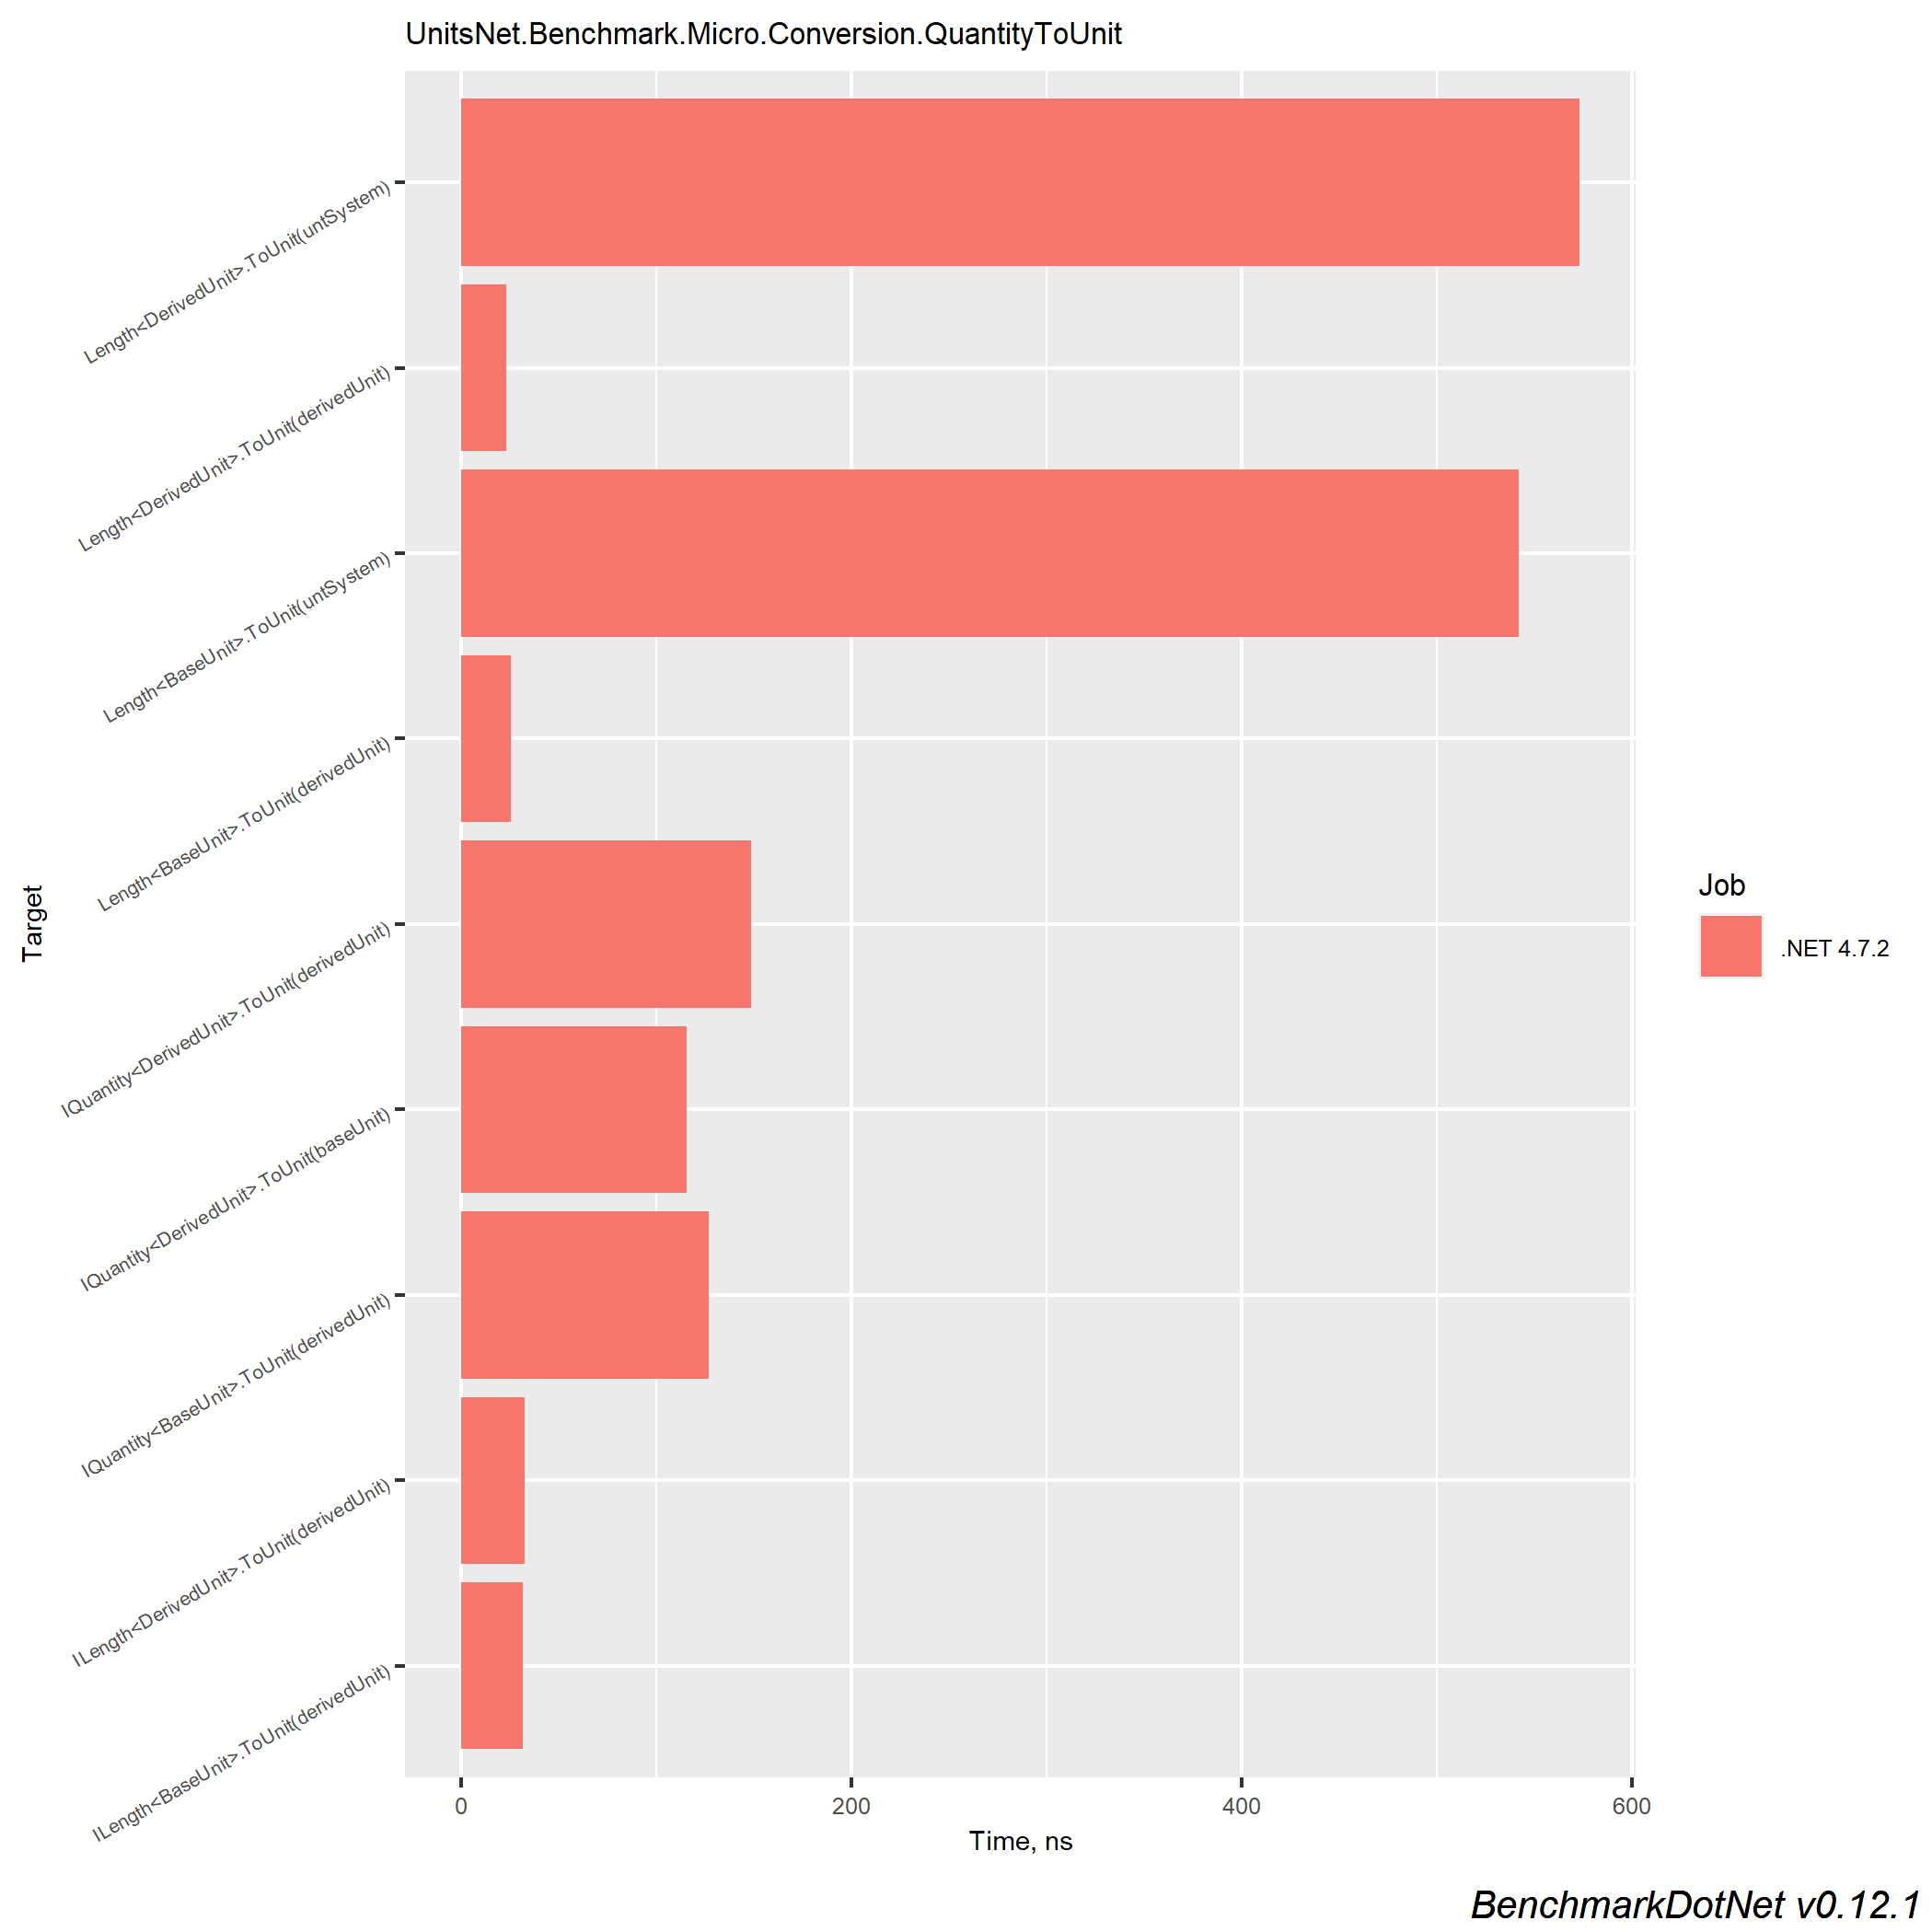 UnitsNet.Benchmark.Micro.Conversion.QuantityToUnit
Length<DerivedUnit>.ToUnit(untSystem)
Length<DerivedUnit>.ToUnit(derivedUnit)
Length<BaseUnit>.ToUnit(untSystem)
Length<BaseUnit>.ToUnit(derivedUnit)
IQuantity<DerivedUnit>.ToUnit(derivedUnit)
IQuantity<DerivedUnit>.ToUnit(baseUnit)
IQuantity<BaseUnit>.ToUnit(derivedUnit)
ILength<DerivedUnit>.ToUnit(derivedUnit)
ILength<BaseUnit>.ToUnit(derivedUnit)
Target
0 200 400 600
Time, ns
Job
.NET 4.7.2
BenchmarkDotNet v0.12.1